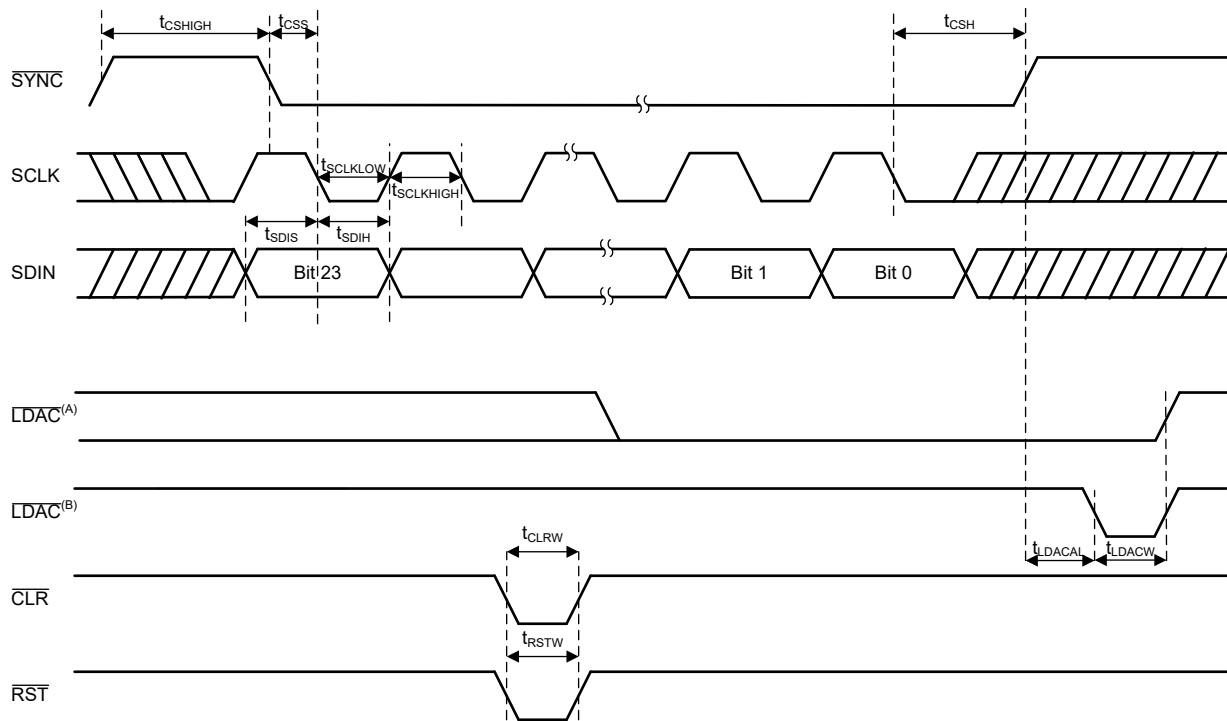 tCSHIGH tCSS tCSH
SYNC
SCLK tSCLKLOW
tSCLKHIGH
tSDIS tSDIH
SDIN Bit 23 Bit 1 Bit 0
LDAC(A)
LDAC(B)
tCLRW tLDACAL tLDACW
CLR
tRSTW
RST